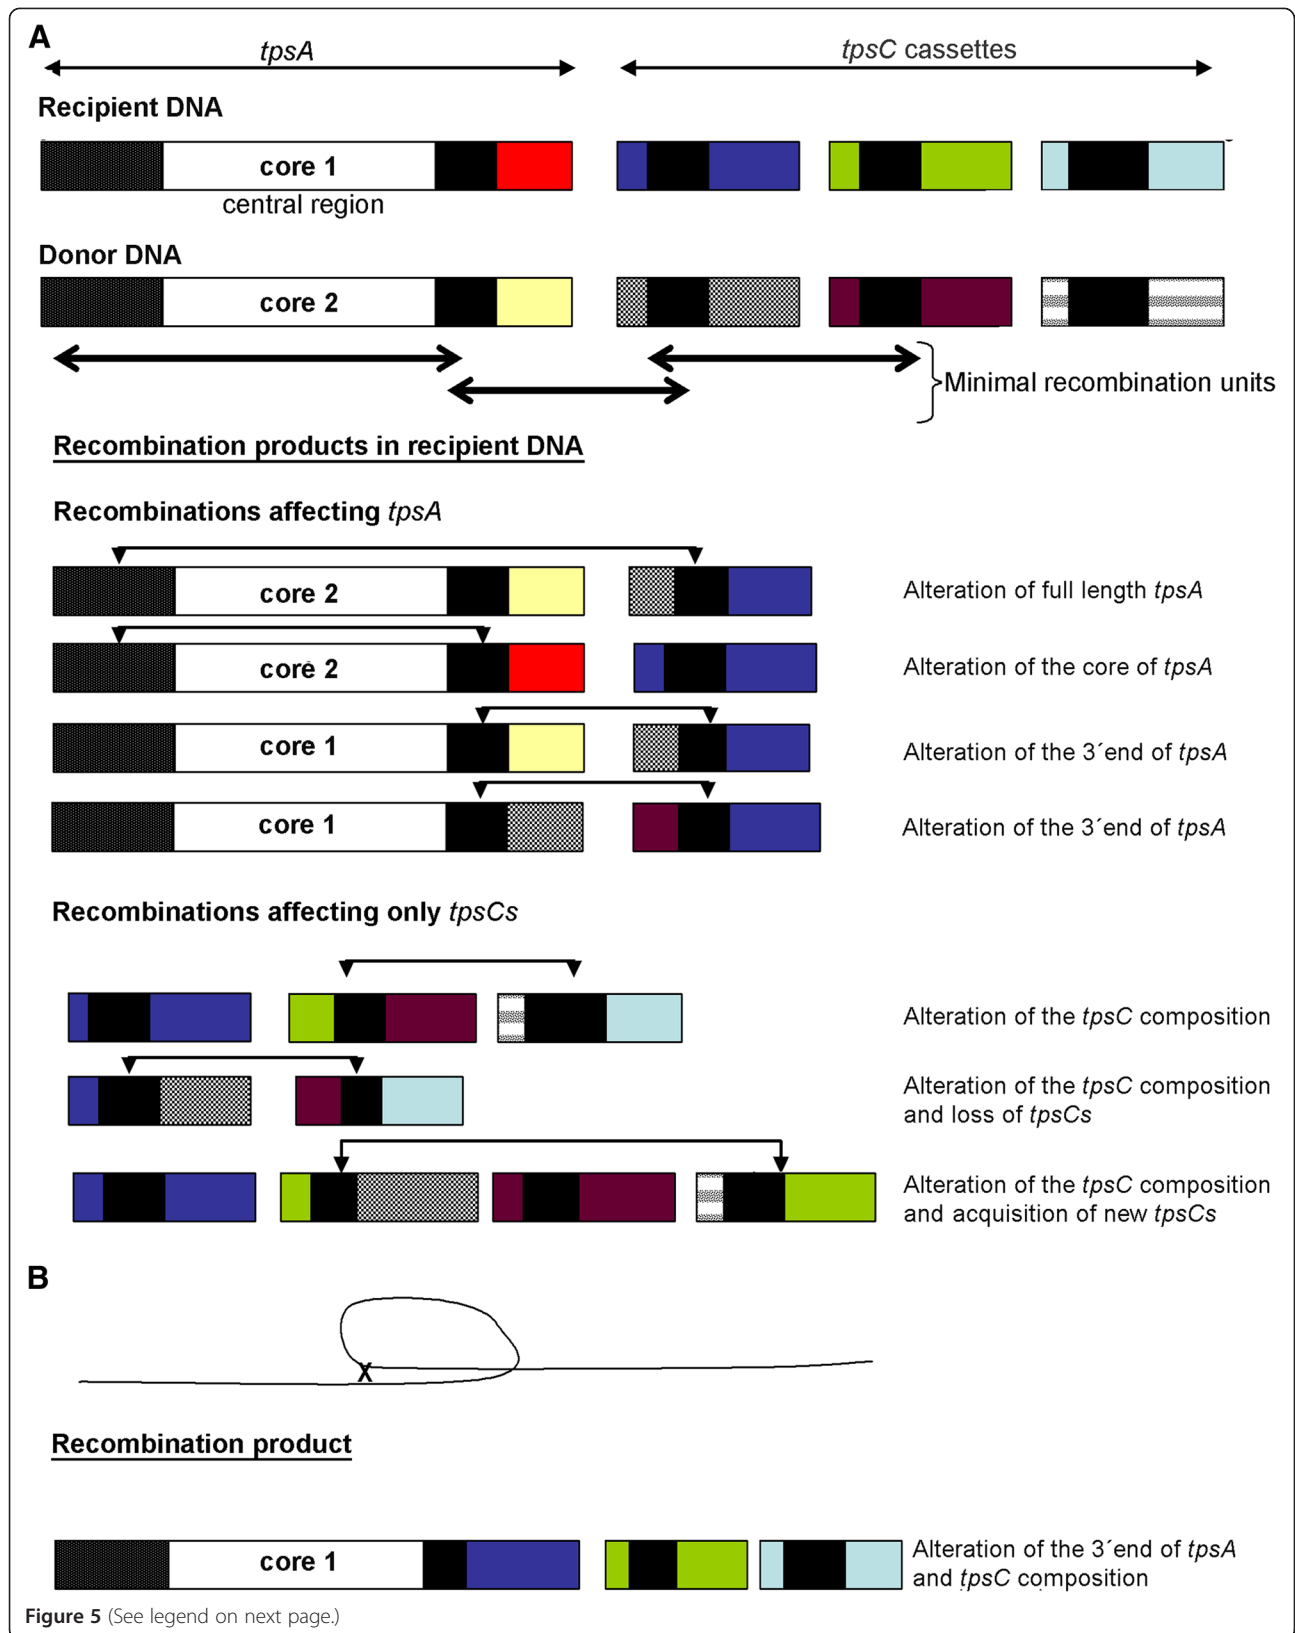 A
tpsA
tpsC cassettes
Recipient DNA
core 1
central region
Donor DNA
core 2
Minimal recombination units
Recombination products in recipient DNA
Recombinations affecting tpsA
core 2
Alteration of full length tpsA
core 2
Alteration of the core of tpsA
core 1
Alteration of the 3´end of tpsA
core 1
Alteration of the 3´end of tpsA
Recombinations affecting only tpsCs
Alteration of the tpsC composition
Alteration of the tpsC composition
and loss of tpsCs
Alteration of the tpsC composition
and acquisition of new tpsCs
B
X
Recombination product
core 1
Alteration of the 3´end of tpsA
and tpsC composition
Figure 5 (See legend on next page.)